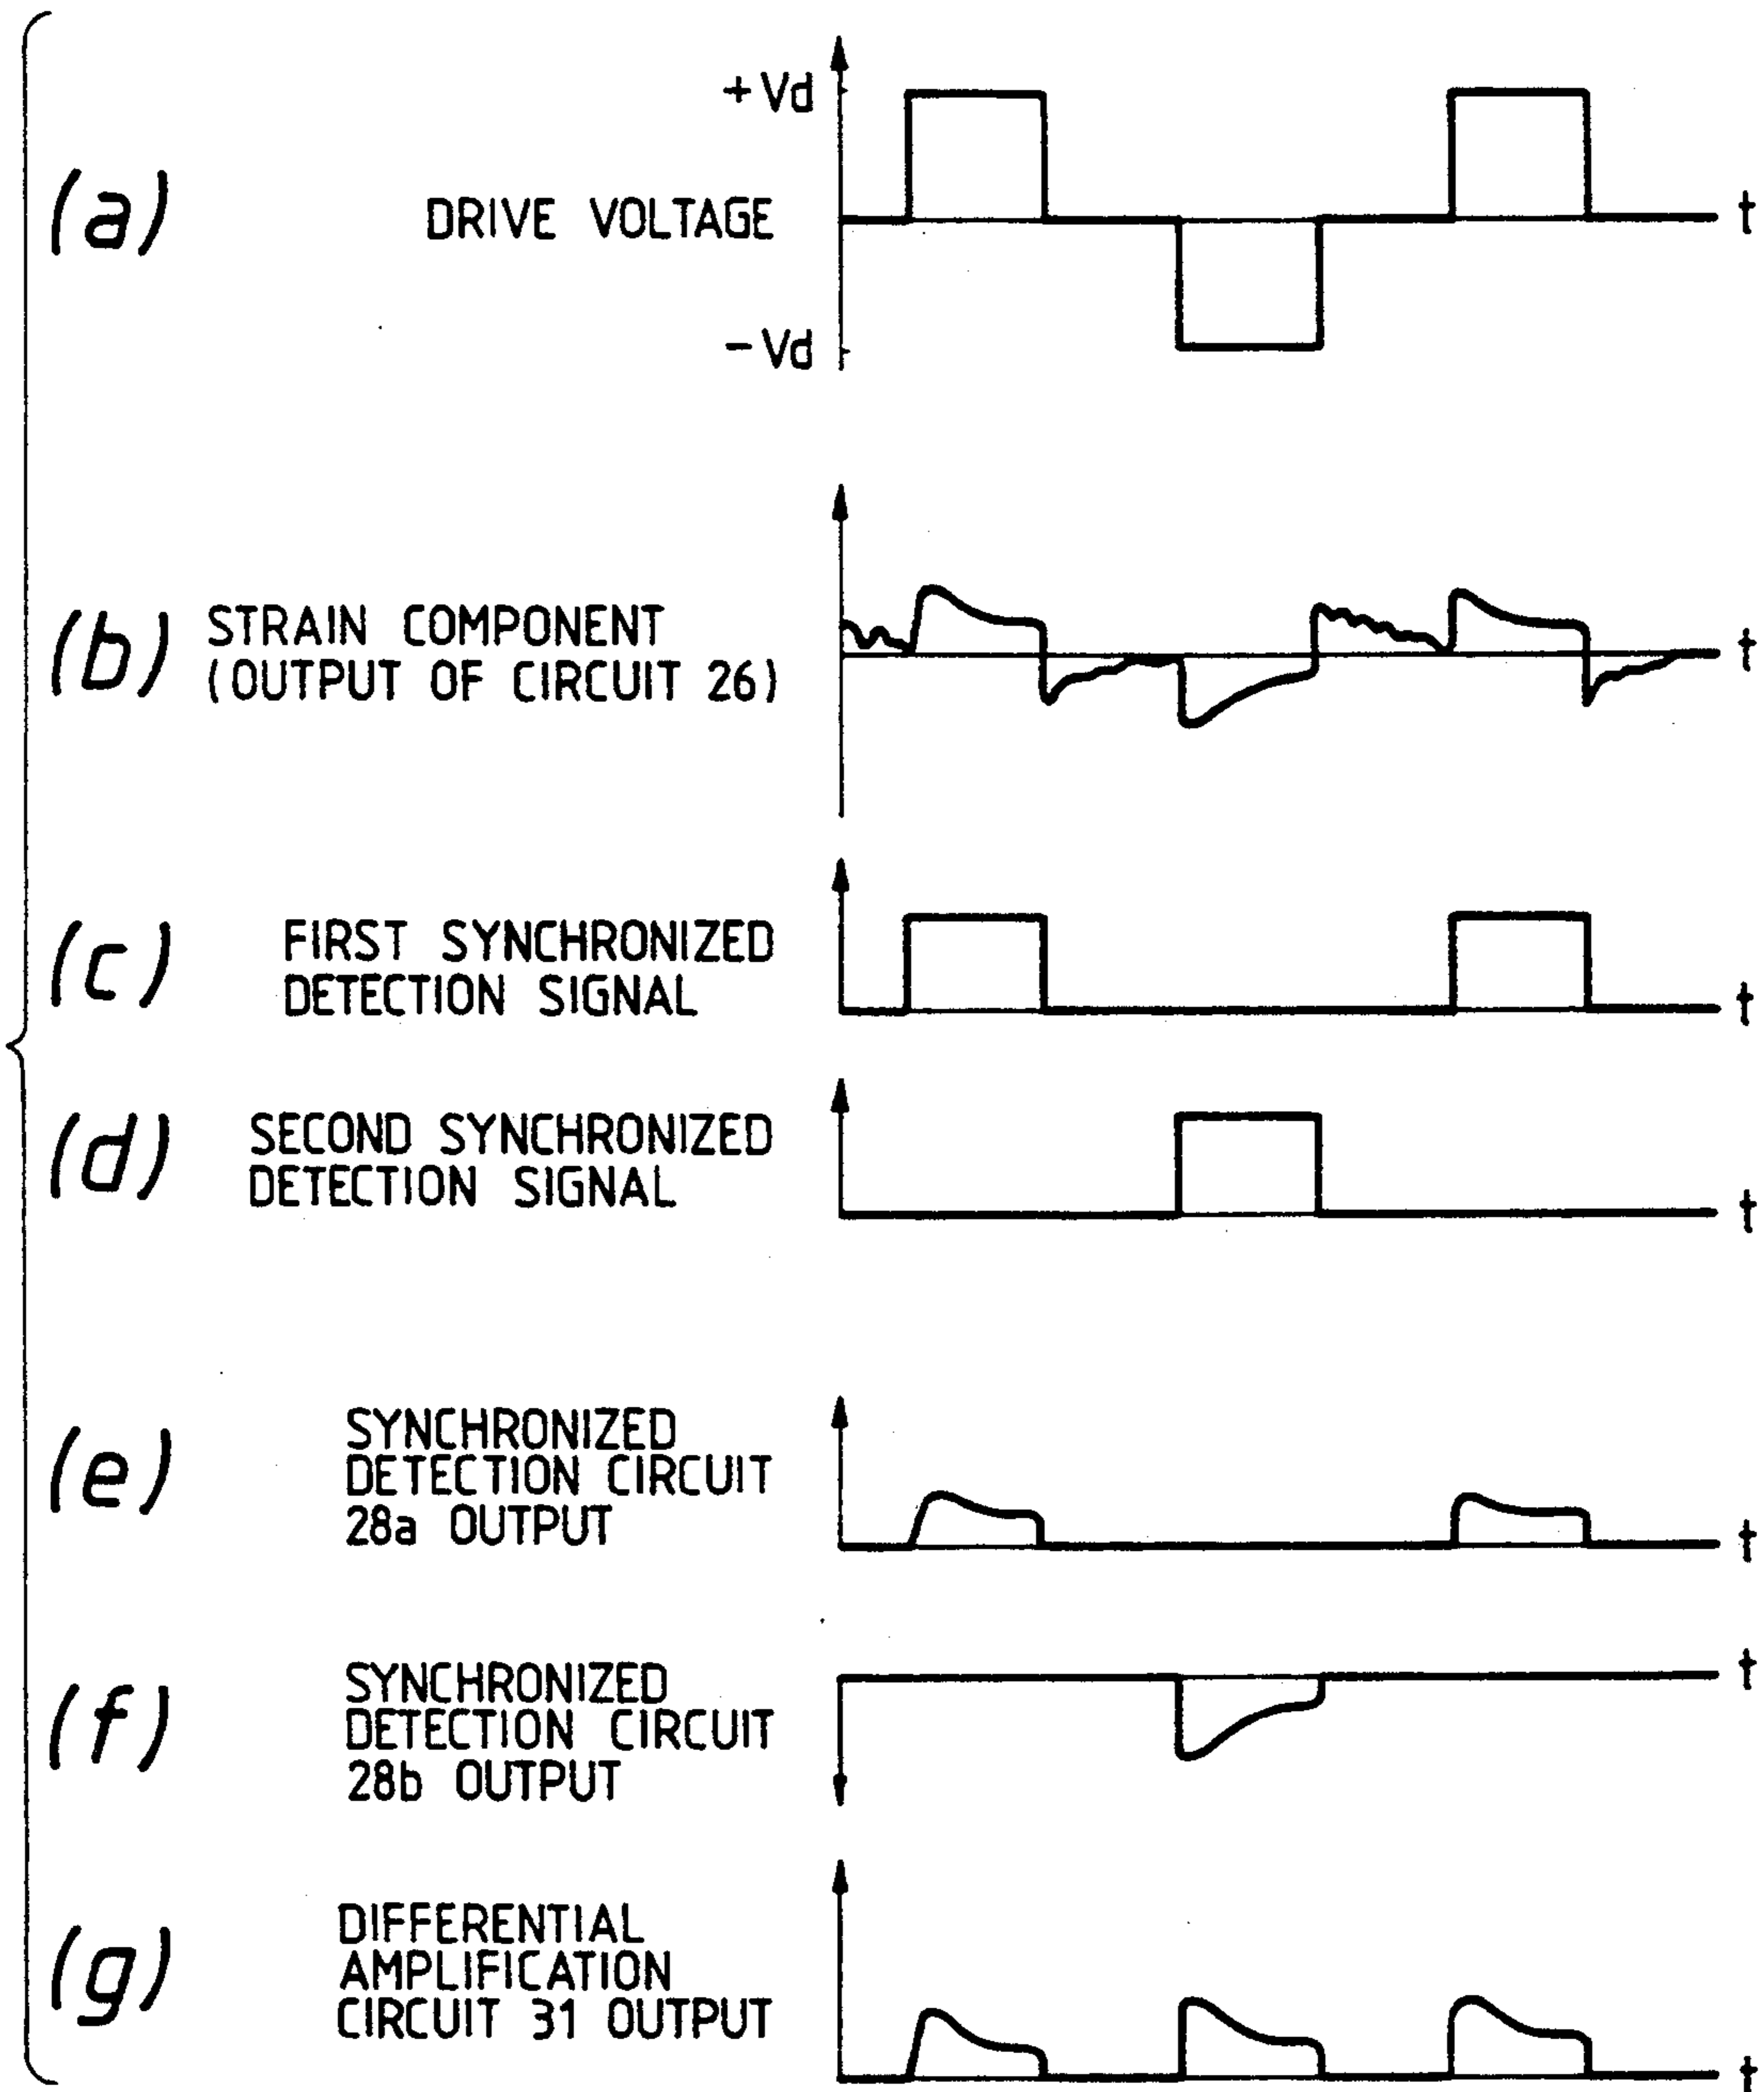 (a) DRIVE VOLTAGE
+Vd
-Vd
t
(b) STRAIN COMPONENT
(OUTPUT OF CIRCUIT 26)
t
(c) FIRST SYNCHRONIZED
DETECTION SIGNAL
t
(d) SECOND SYNCHRONIZED
DETECTION SIGNAL
t
(e) SYNCHRONIZED
DETECTION CIRCUIT
28a OUTPUT
t
(f) SYNCHRONIZED
DETECTION CIRCUIT
28b OUTPUT
t
(g) DIFFERENTIAL
AMPLIFICATION
CIRCUIT 31 OUTPUT
t